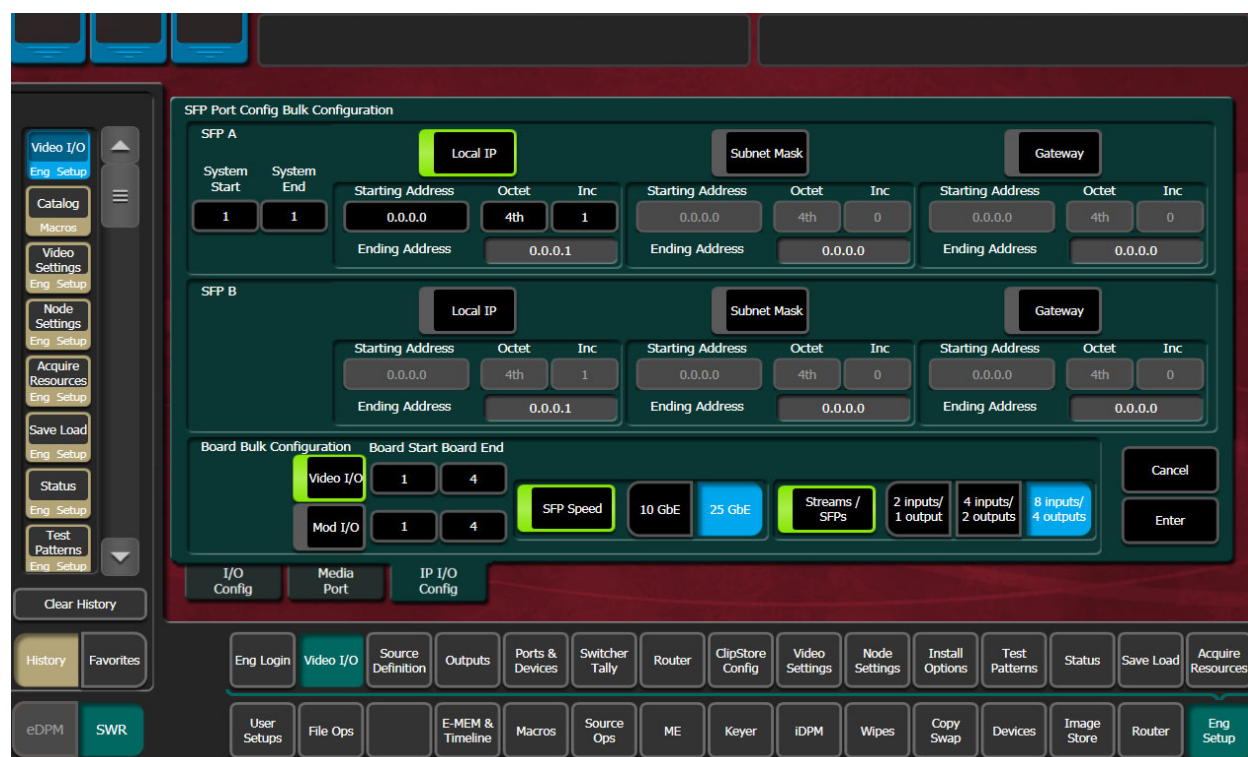 SFP Port Config Bulk Configuration
SFP A
Local IP
Subnet Mask
Gateway
System Start
System End
Starting Address
Octet
Inc
Starting Address
Octet
Inc
Starting Address
Octet
Inc
1
1
0.0.0.0
4th
1
0.0.0.0
4th
0
0.0.0.0
4th
0
Ending Address
0.0.0.1
Ending Address
0.0.0.0
Ending Address
0.0.0.0
SFP B
Local IP
Subnet Mask
Gateway
Starting Address
Octet
Inc
Starting Address
Octet
Inc
Starting Address
Octet
Inc
0.0.0.0
4th
1
0.0.0.0
4th
0
0.0.0.0
4th
0
Ending Address
0.0.0.1
Ending Address
0.0.0.0
Ending Address
0.0.0.0
Board Bulk Configuration
Board Start
Board End
Video I/O
1
4
Mod I/O
1
4
SFP Speed
10 GbE
25 GbE
Streams /
SFPs
2 inputs/
1 output
4 inputs/
2 outputs
8 inputs/
4 outputs
Cancel
Enter
I/O
Config
Media
Port
IP I/O
Config
Video I/O
Eng Setup
Catalog
Macros
Video
Settings
Eng Setup
Node
Settings
Eng Setup
Acquire
Resources
Eng Setup
Save Load
Eng Setup
Status
Eng Setup
Test
Patterns
Eng Setup
Clear History
History
Favorites
eDPM
SWR
Eng Login
Video I/O
Source
Definition
Outputs
Ports &
Devices
Switcher
Tally
Router
ClipStore
Config
Video
Settings
Node
Settings
Install
Options
Test
Patterns
Status
Save Load
Acquire
Resources
User
Setups
File Ops
E-MEM &
Timeline
Macros
Source
Ops
ME
Keyer
iDPM
Wipes
Copy
Swap
Devices
Image
Store
Router
Eng
Setup